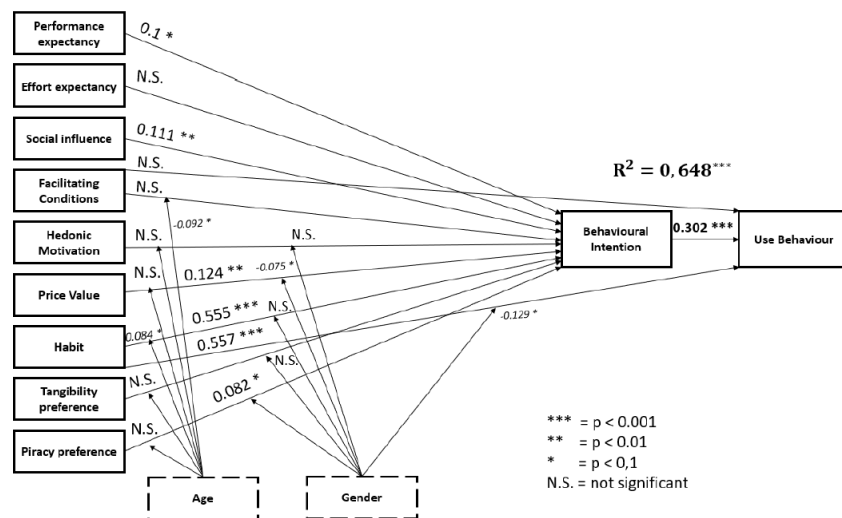 Performance
expectancy
0.1 *
Effort expectancy
N.S.
Social influence
0.111 **
N.S.
Facilitating
Conditions
N.S.
-0.092 *
Hedonic
Motivation
N.S.
N.S.
Price Value
N.S.
0.124 **
-0.075 *
Habit
0.084 *
0.555 ***
N.S.
0.557 ***
Tangibility
preference
N.S.
N.S.
Piracy preference
N.S.
0.082 *
Age
Gender
-0.129 *
R² = 0,648***
Behavioural
Intention
0.302 ***
Use Behaviour
*** = p < 0.001
** = p < 0.01
* = p < 0,1
N.S. = not significant